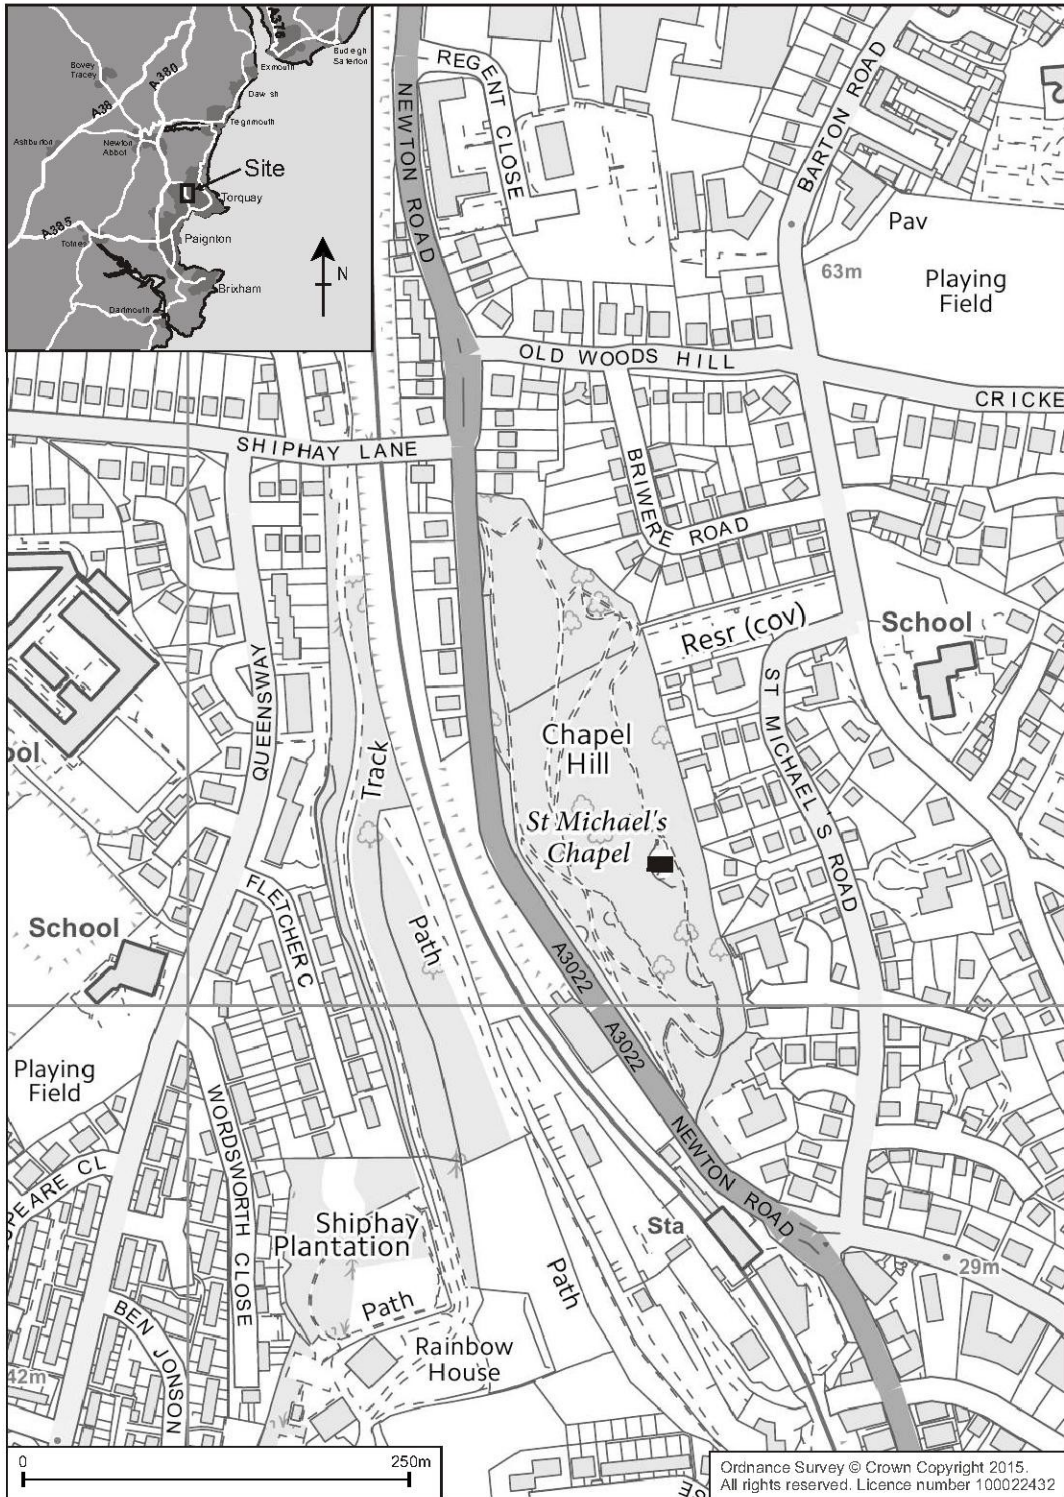 A376
Budleigh
Salterton
Bovey
Tracey
A380
Exmouth
A38
Dawlish
Teignmouth
Ashburton
Newton
Abbot
Site
Torquay
A385
Totnes
Paignton
N
Brixham
Dartmouth
REGENT CLOSE
NEWTON ROAD
BARTON ROAD
Pav
63m
Playing
Field
OLD WOODS HILL
CRICKE
SHIPHAY LANE
BRIWERE ROAD
Resr (cov)
School
QUEENSWAY
ST MICHAEL'S ROAD
Chapel
Hill
ool
Track
St Michael's
Chapel
FLETCHER C
School
Path
A3022
A3022
Playing
Field
WORDSWORTH CLOSE
NEWTON ROAD
PEARE CL
Shiphay
Plantation
Sta
29m
Path
Path
BEN JONSON
Rainbow
House
42m
0 250m
Ordnance Survey © Crown Copyright 2015.
All rights reserved. Licence number 100022432